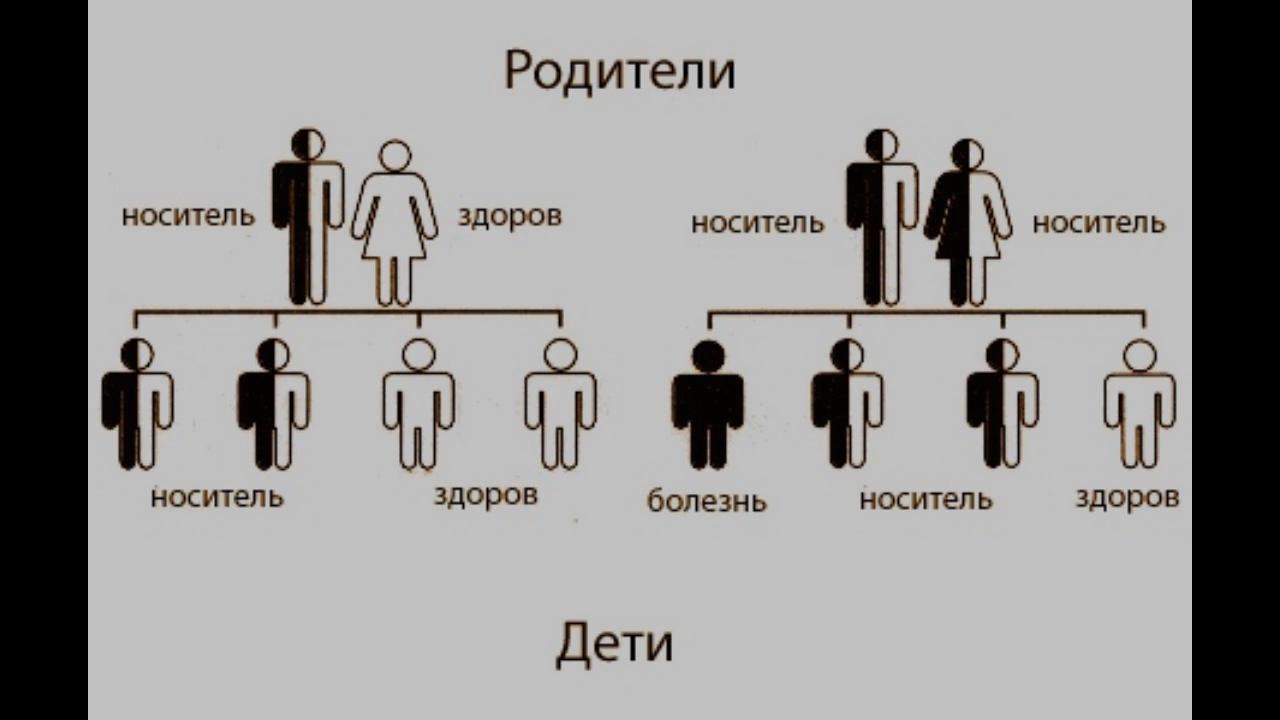 Родители
носитель
здоров
носитель
носитель
носитель
здоров
болезнь
носитель
здоров
Дети